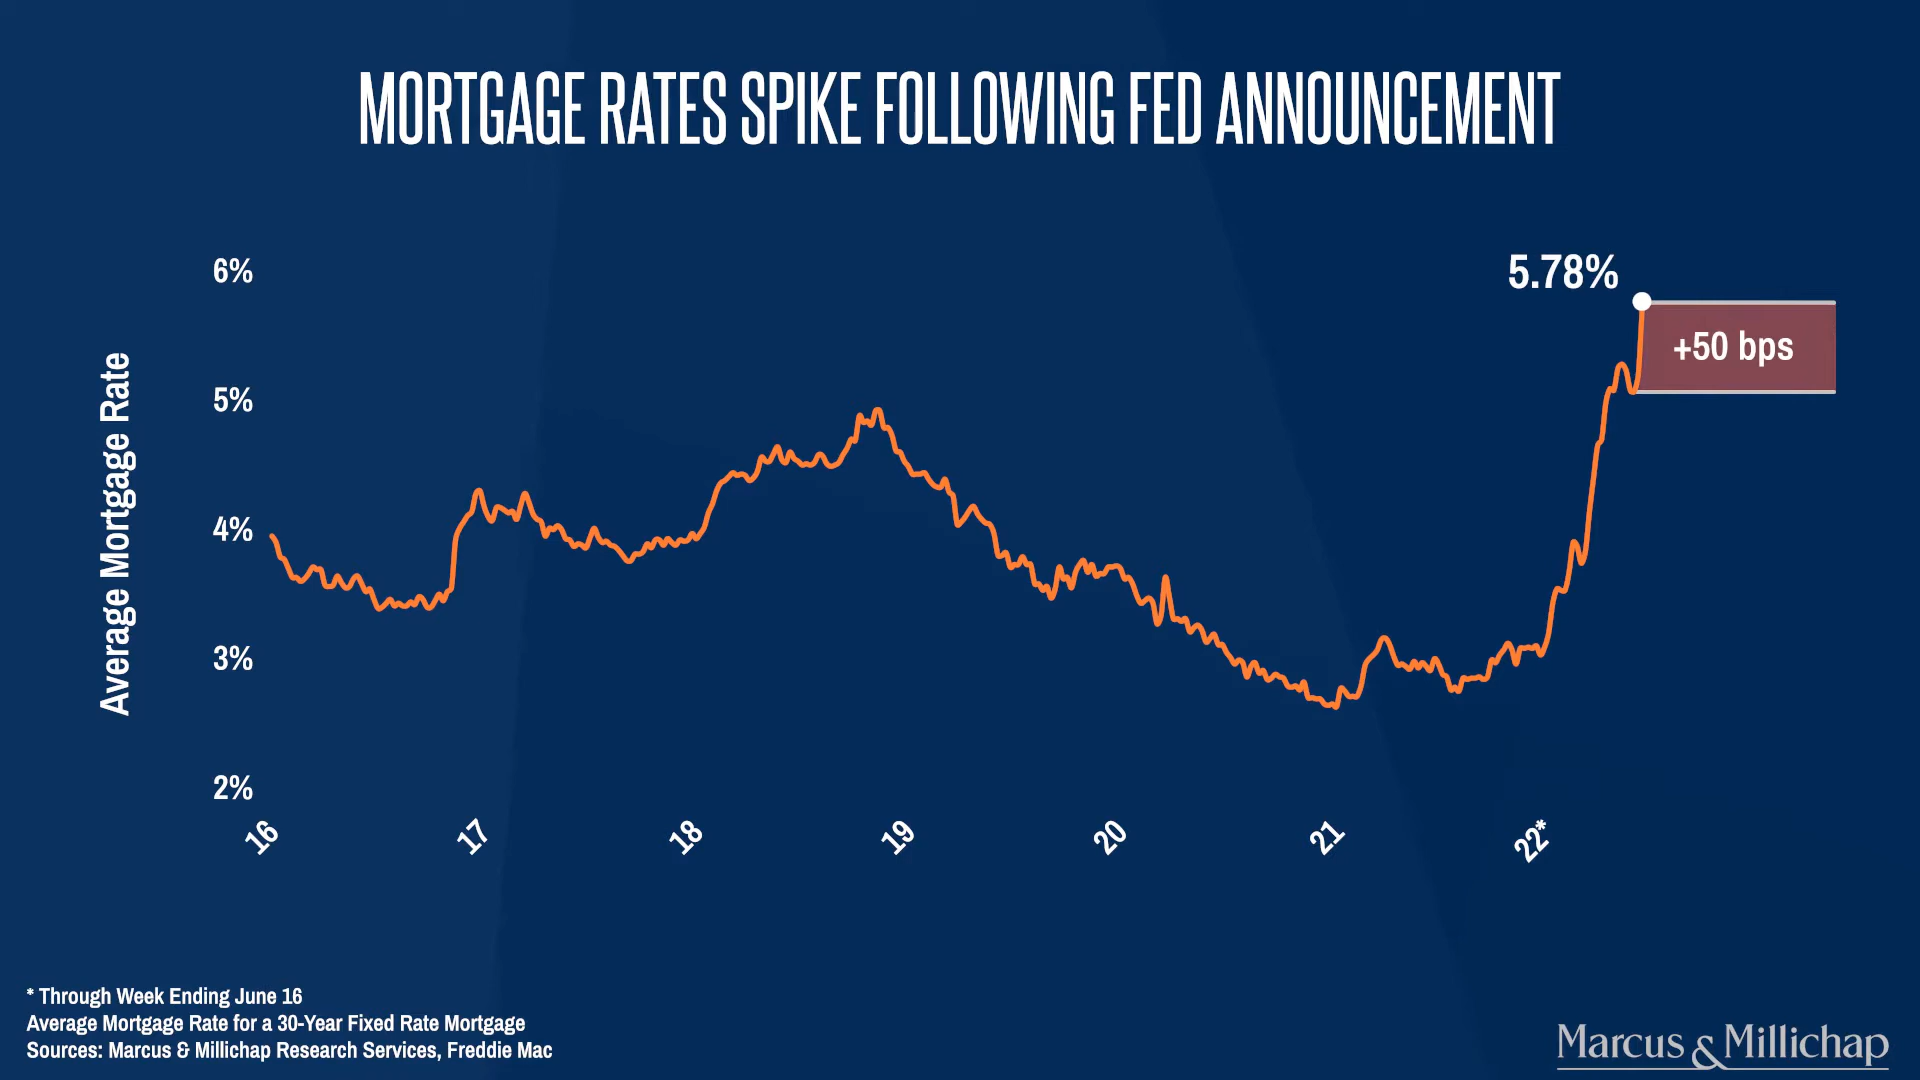 MORTGAGE RATES SPIKE FOLLOWING FED ANNOUNCEMENT
Average Mortgage Rate
6%
5%
4%
3%
2%
5.78%
+50 bps
16
17
18
19
20
21
22*
* Through Week Ending June 16
Average Mortgage Rate for a 30-Year Fixed Rate Mortgage
Sources: Marcus & Millichap Research Services, Freddie Mac
Marcus & Millichap